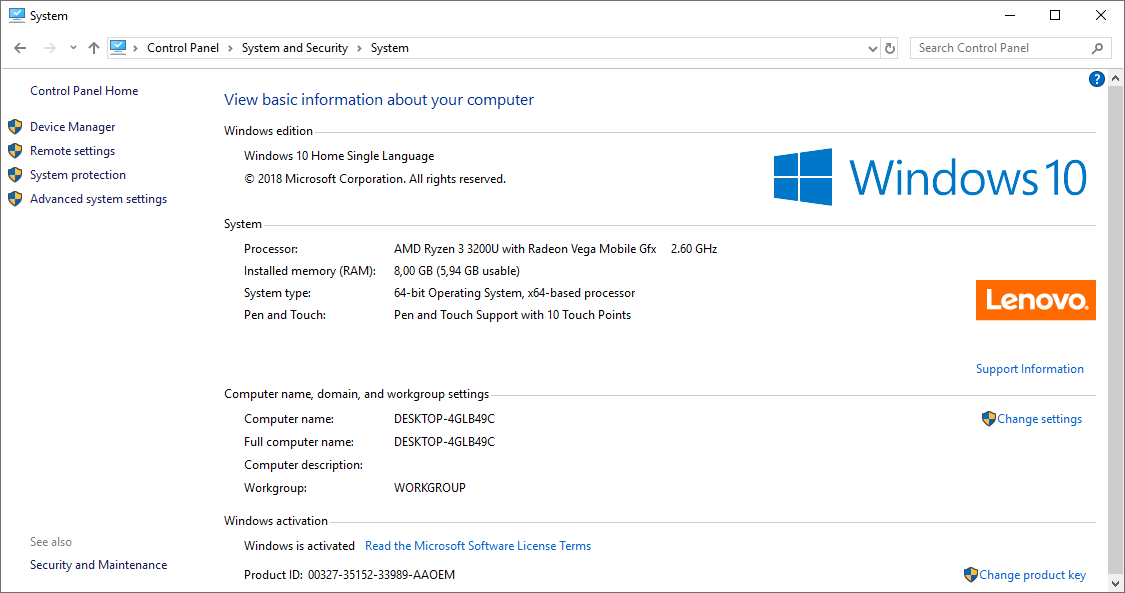 System
Control Panel › System and Security › System
Search Control Panel
?
Control Panel Home
Device Manager
Remote settings
System protection
Advanced system settings
See also
Security and Maintenance
View basic information about your computer
Windows edition
Windows 10 Home Single Language
© 2018 Microsoft Corporation. All rights reserved.
Windows 10
System
Processor: AMD Ryzen 3 3200U with Radeon Vega Mobile Gfx 2.60 GHz
Installed memory (RAM): 8,00 GB (5,94 GB usable)
System type: 64-bit Operating System, x64-based processor
Pen and Touch: Pen and Touch Support with 10 Touch Points
Lenovo.
Support Information
Computer name, domain, and workgroup settings
Computer name: DESKTOP-4GLB49C
Change settings
Full computer name: DESKTOP-4GLB49C
Computer description:
Workgroup: WORKGROUP
Windows activation
Windows is activated Read the Microsoft Software License Terms
Product ID: 00327-35152-33989-AAOEM
Change product key